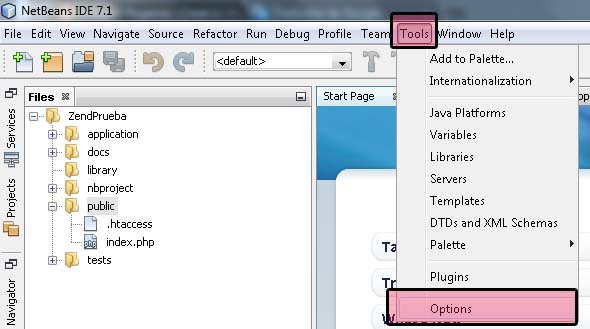 NetBeans IDE 7.1
File Edit View Navigate Source Refactor Run Debug Profile Team Tools Window Help
<default>
Files
Start Page
Services
Projects
Navigator
ZendPrueba
application
docs
library
nbproject
public
.htaccess
index.php
tests
Add to Palette...
Internationalization
Java Platforms
Variables
Libraries
Servers
Templates
DTDs and XML Schemas
Palette
Plugins
Options